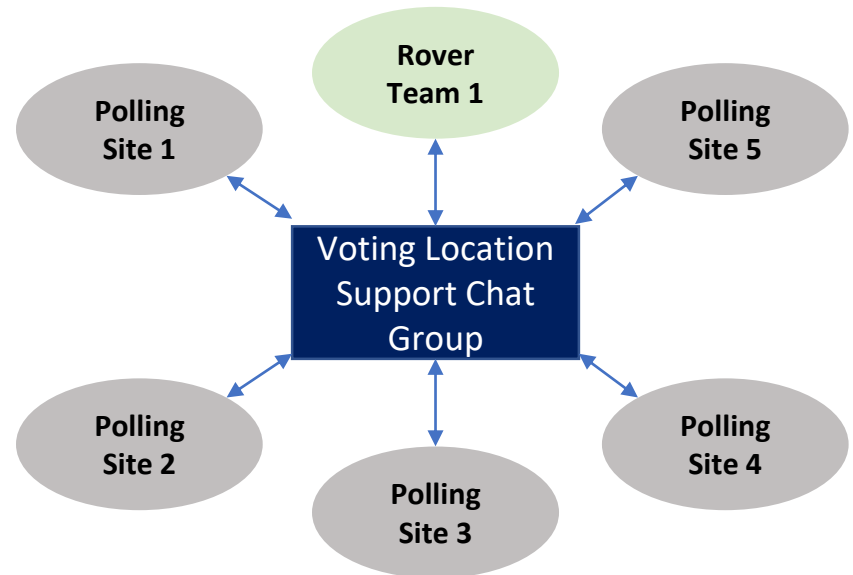 Rover
Team 1
Polling
Site 1
Polling
Site 5
Voting Location
Support Chat
Group
Polling
Site 2
Polling
Site 4
Polling
Site 3